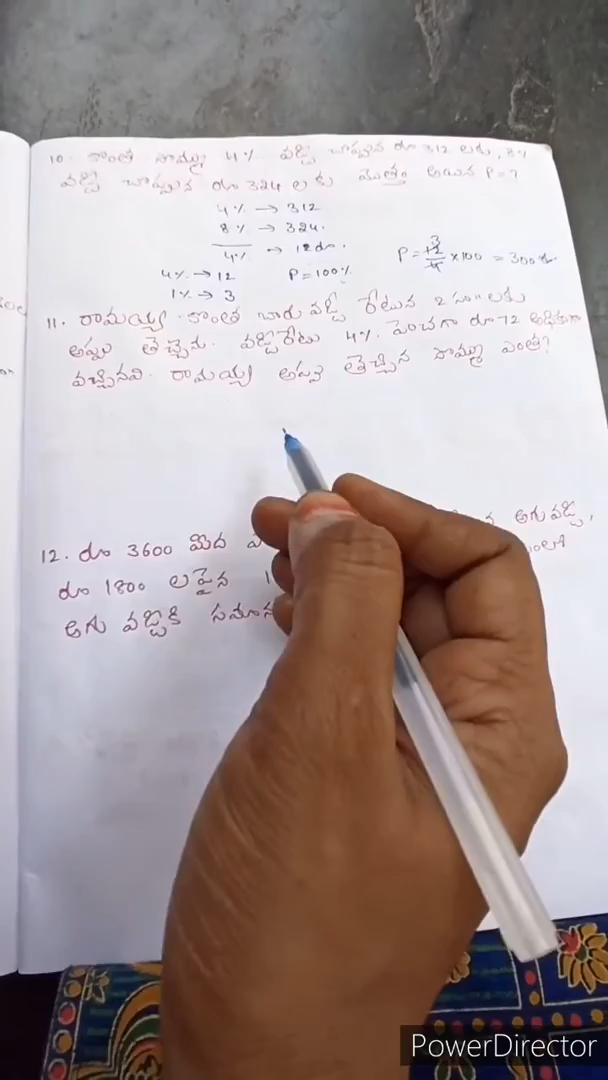 10. కొంత సొమ్ము 4% వడ్డి చొప్పున రూ 312 లకు, 8%
వడ్డి చొప్పున రూ 324 లకు మొత్తం అయిన P = ?
4% → 312
8% → 324.
4% → 12రూ.
4% → 12 P = 100%
1% → 3
P = 3 12/4 × 100 = 300రూ.
11. రామయ్య కొంత బారు వడ్డీ రేటున 2 సం॥లకు
అప్పు తెచ్చెను. వడ్డిరేటు 4% పెంచగా రూ 72 అధికంగా
వచ్చినవి. రామయ్య అప్పు తెచ్చిన సొమ్ము ఎంత?
12. రూ 3600 మీద అగు వడ్డి,
రూ 1800 లపైన
అగు వడ్డికి సమాన
PowerDirector